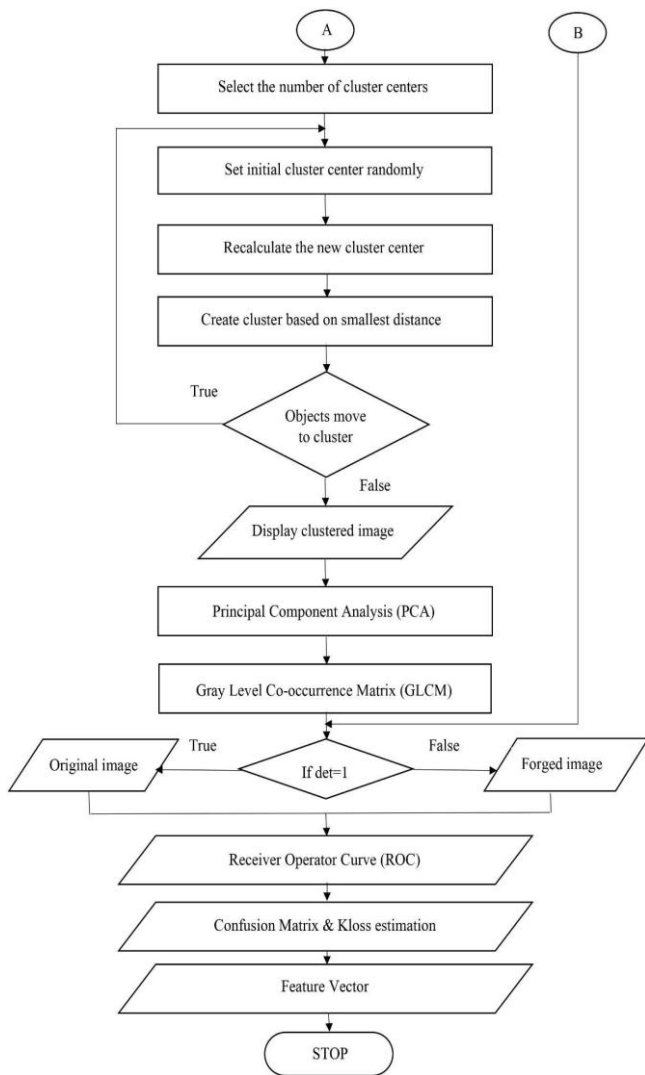 A
B
Select the number of cluster centers
Set initial cluster center randomly
Recalculate the new cluster center
Create cluster based on smallest distance
True
Objects move
to cluster
False
Display clustered image
Principal Component Analysis (PCA)
Gray Level Co-occurrence Matrix (GLCM)
True
False
Original image
If det=1
Forged image
Receiver Operator Curve (ROC)
Confusion Matrix & Kloss estimation
Feature Vector
STOP